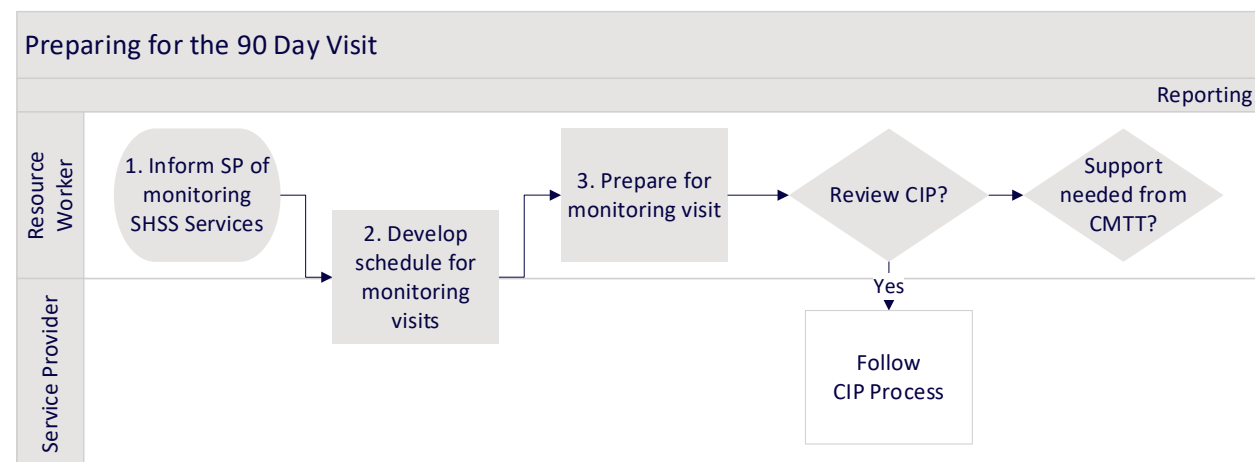 Preparing for the 90 Day Visit
Reporting
Resource
Worker
1. Inform SP of
monitoring
SHSS Services
2. Develop
schedule for
monitoring
visits
3. Prepare for
monitoring visit
Review CIP?
Support
needed from
CMTT?
Yes
Service Provider
Follow
CIP Process